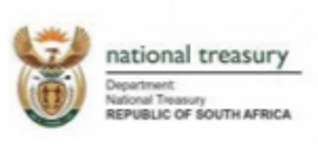 national treasury
Department:
National Treasury
REPUBLIC OF SOUTH AFRICA